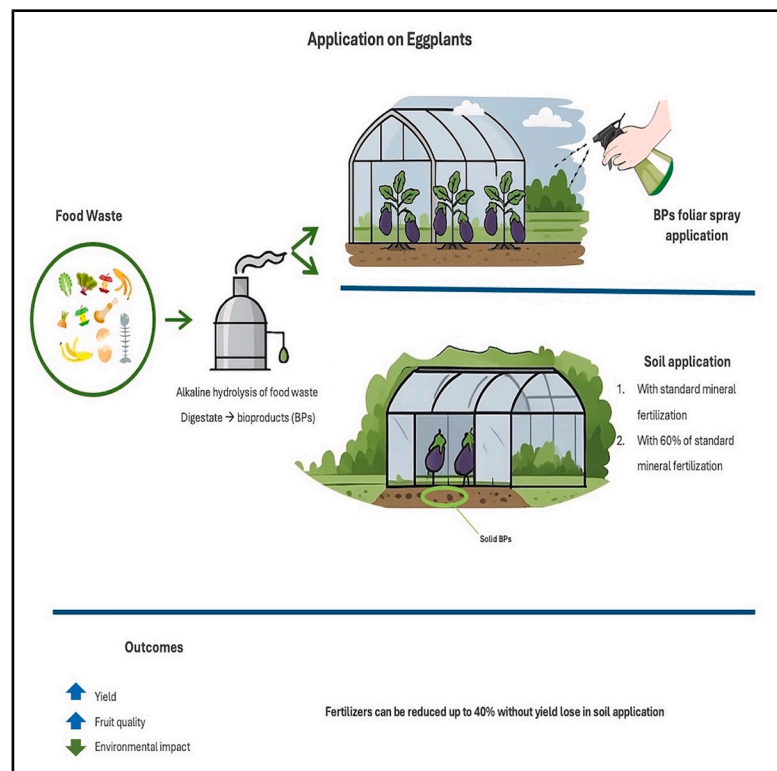 Application on Eggplants
Food Waste
BPs foliar spray
application
Alkaline hydrolysis of food waste
Digestate → bioproducts (BPs)
Soil application
1. With standard mineral
fertilization
2. With 60% of standard
mineral fertilization
Solid BPs
Outcomes
Yield
Fruit quality
Environmental impact
Fertilizers can be reduced up to 40% without yield lose in soil application